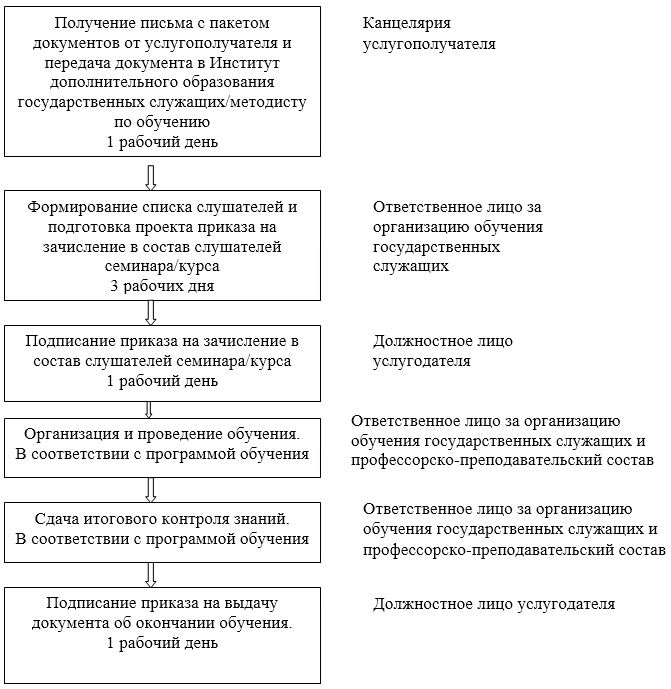 Получение письма с пакетом
документов от услугополучателя и
передача документа в Институт
дополнительного образования
государственных служащих/методисту
по обучению
1 рабочий день
Канцелярия
услугополучателя
Формирование списка слушателей и
подготовка проекта приказа на
зачисление в состав слушателей
семинара/курса
3 рабочих дня
Ответственное лицо за
организацию обучения
государственных
служащих
Подписание приказа на зачисление в
состав слушателей семинара/курса
1 рабочий день
Должностное лицо
услугодателя
Организация и проведение обучения.
В соответствии с программой обучения
Ответственное лицо за организацию
обучения государственных служащих и
профессорско-преподавательский состав
Сдача итогового контроля знаний.
В соответствии с программой обучения
Ответственное лицо за организацию
обучения государственных служащих и
профессорско-преподавательский состав
Подписание приказа на выдачу
документа об окончании обучения.
1 рабочий день
Должностное лицо услугодателя